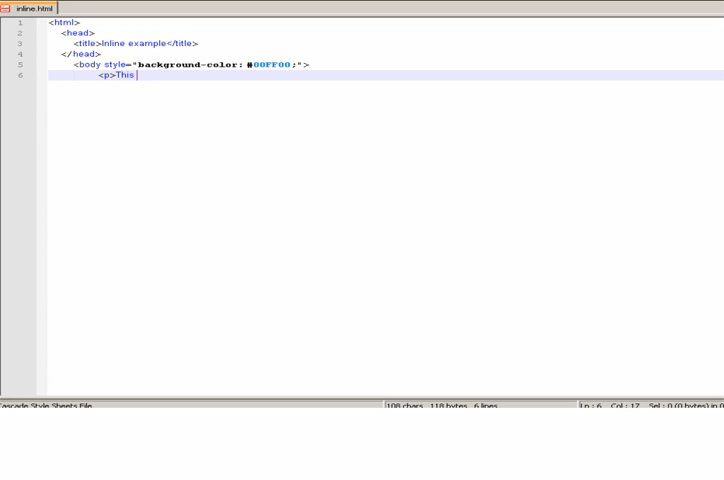 inline.html
1 <html>
2 <head>
3 <title>Inline example</title>
4 </head>
5 <body style="background-color: #00FF00;">
6 <p>This
Cascade Style Sheets File 108 chars 118 bytes 6 lines Ln : 6 Col : 17 Sel : 0 (0 bytes) in 0